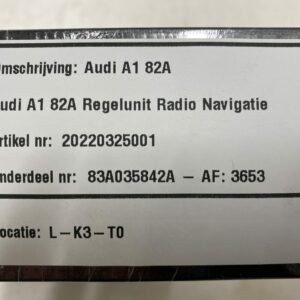 mschrijving: Audi A1 82A
udi A1 82A Regelunit Radio Navigatie
rtikel nr: 20220325001
nderdeel nr: 83A035842A – AF: 3653
ocatie: L–K3–T0